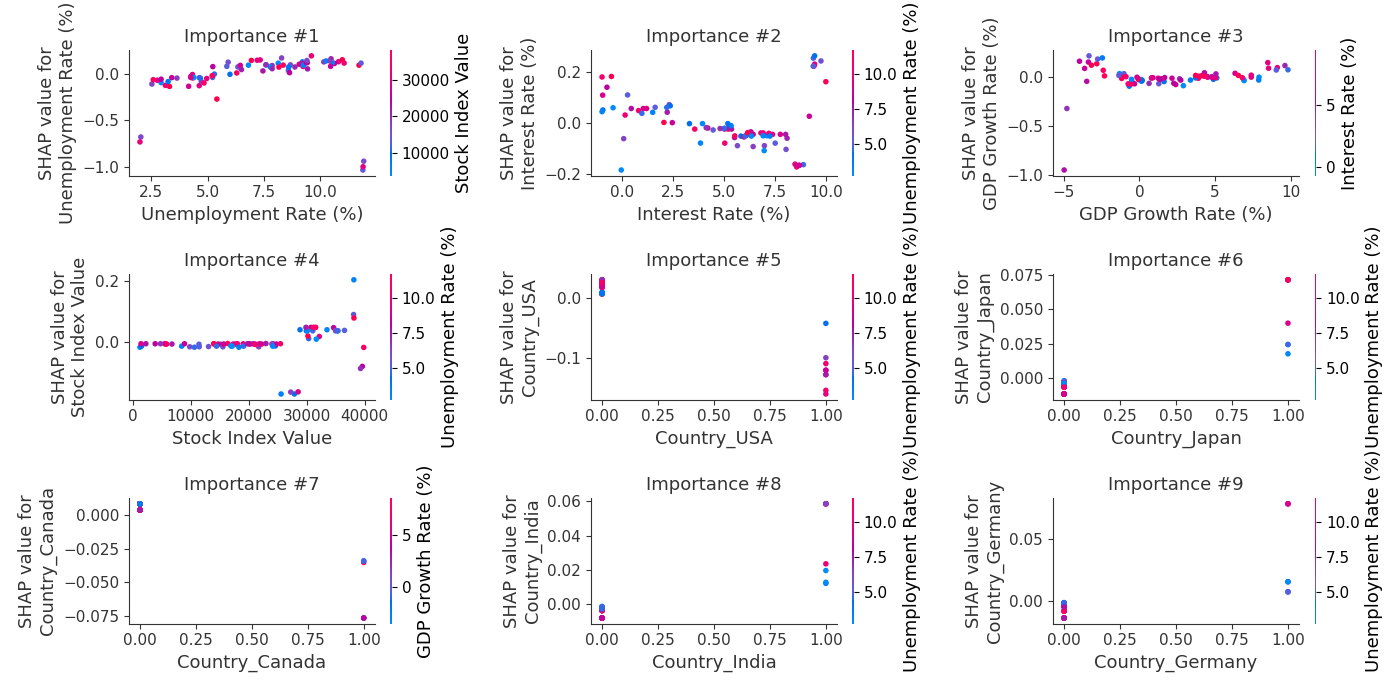 Importance #1
SHAP value for
Unemployment Rate (%)
0.0
−0.5
−1.0
2.5
5.0
7.5
10.0
Unemployment Rate (%)
30000
20000
10000
Stock Index Value
Importance #2
SHAP value for
Interest Rate (%)
0.2
0.0
−0.2
0.0
2.5
5.0
7.5
10.0
Interest Rate (%)
10.0
7.5
5.0
Unemployment Rate (%)
Importance #3
SHAP value for
GDP Growth Rate (%)
0.0
−0.5
−1.0
−5
0
5
10
GDP Growth Rate (%)
5
0
Interest Rate (%)
Importance #4
SHAP value for
Stock Index Value
0.2
0.0
0
10000
20000
30000
40000
Stock Index Value
10.0
7.5
5.0
Unemployment Rate (%)
Importance #5
SHAP value for
Country_USA
0.0
−0.1
0.00
0.25
0.50
0.75
1.00
Country_USA
10.0
7.5
5.0
Unemployment Rate (%)
Importance #6
SHAP value for
Country_Japan
0.075
0.050
0.025
0.000
0.00
0.25
0.50
0.75
1.00
Country_Japan
10.0
7.5
5.0
Unemployment Rate (%)
Importance #7
SHAP value for
Country_Canada
0.000
−0.025
−0.050
−0.075
0.00
0.25
0.50
0.75
1.00
Country_Canada
5
0
GDP Growth Rate (%)
Importance #8
SHAP value for
Country_India
0.06
0.04
0.02
0.00
0.00
0.25
0.50
0.75
1.00
Country_India
10.0
7.5
5.0
Unemployment Rate (%)
Importance #9
SHAP value for
Country_Germany
0.05
0.00
0.00
0.25
0.50
0.75
1.00
Country_Germany
10.0
7.5
5.0
Unemployment Rate (%)